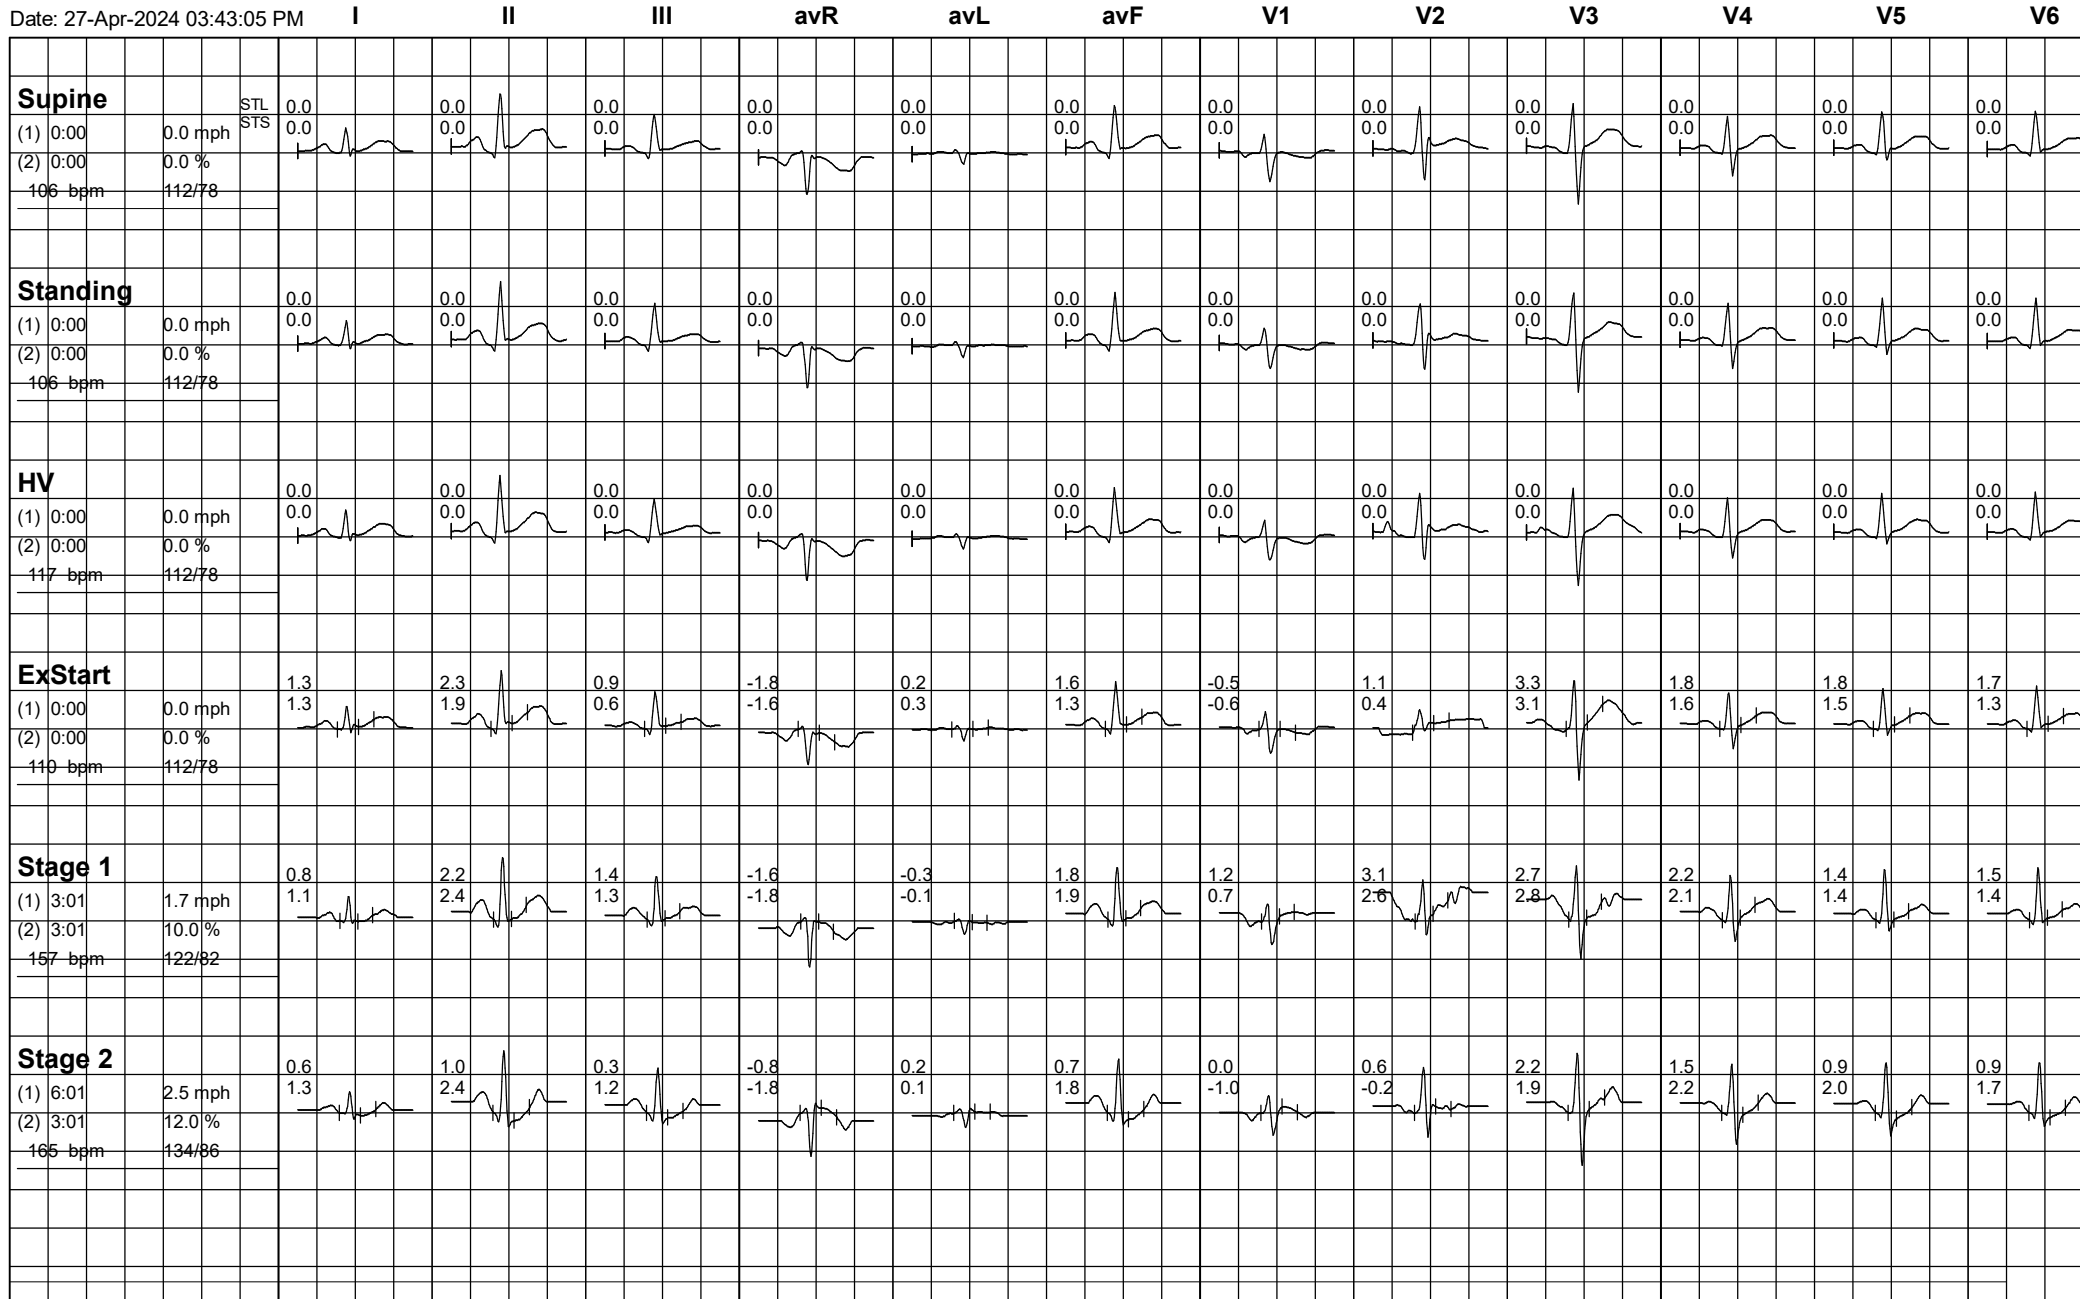 Date: 27-Apr-2024 03:43:05 PM I II III avR avL avF V1 V2 V3 V4 V5 V6
Supine
STL 0.0 0.0 0.0 0.0 0.0 0.0 0.0 0.0 0.0 0.0 0.0 0.0
STS 0.0 0.0 0.0 0.0 0.0 0.0 0.0 0.0 0.0 0.0 0.0 0.0
(1) 0:00 0.0 mph
(2) 0:00 0.0 %
106 bpm 112/78
Standing
0.0 0.0 0.0 0.0 0.0 0.0 0.0 0.0 0.0 0.0 0.0 0.0
(1) 0:00 0.0 mph 0.0 0.0 0.0 0.0 0.0 0.0 0.0 0.0 0.0 0.0 0.0 0.0
(2) 0:00 0.0 %
106 bpm 112/78
HV
0.0 0.0 0.0 0.0 0.0 0.0 0.0 0.0 0.0 0.0 0.0 0.0
(1) 0:00 0.0 mph 0.0 0.0 0.0 0.0 0.0 0.0 0.0 0.0 0.0 0.0 0.0 0.0
(2) 0:00 0.0 %
117 bpm 112/78
ExStart
1.3 2.3 0.9 -1.8 0.2 1.6 -0.5 1.1 3.3 1.8 1.8 1.7
(1) 0:00 0.0 mph 1.3 1.9 0.6 -1.6 0.3 1.3 -0.6 0.4 3.1 1.6 1.5 1.3
(2) 0:00 0.0 %
110 bpm 112/78
Stage 1
0.8 2.2 1.4 -1.6 -0.3 1.8 1.2 3.1 2.7 2.2 1.4 1.5
(1) 3:01 1.7 mph 1.1 2.4 1.3 -1.8 -0.1 1.9 0.7 2.6 2.8 2.1 1.4 1.4
(2) 3:01 10.0 %
157 bpm 122/82
Stage 2
0.6 1.0 0.3 -0.8 0.2 0.7 0.0 0.6 2.2 1.5 0.9 0.9
(1) 6:01 2.5 mph 1.3 2.4 1.2 -1.8 0.1 1.8 -1.0 -0.2 1.9 2.2 2.0 1.7
(2) 3:01 12.0 %
165 bpm 134/86